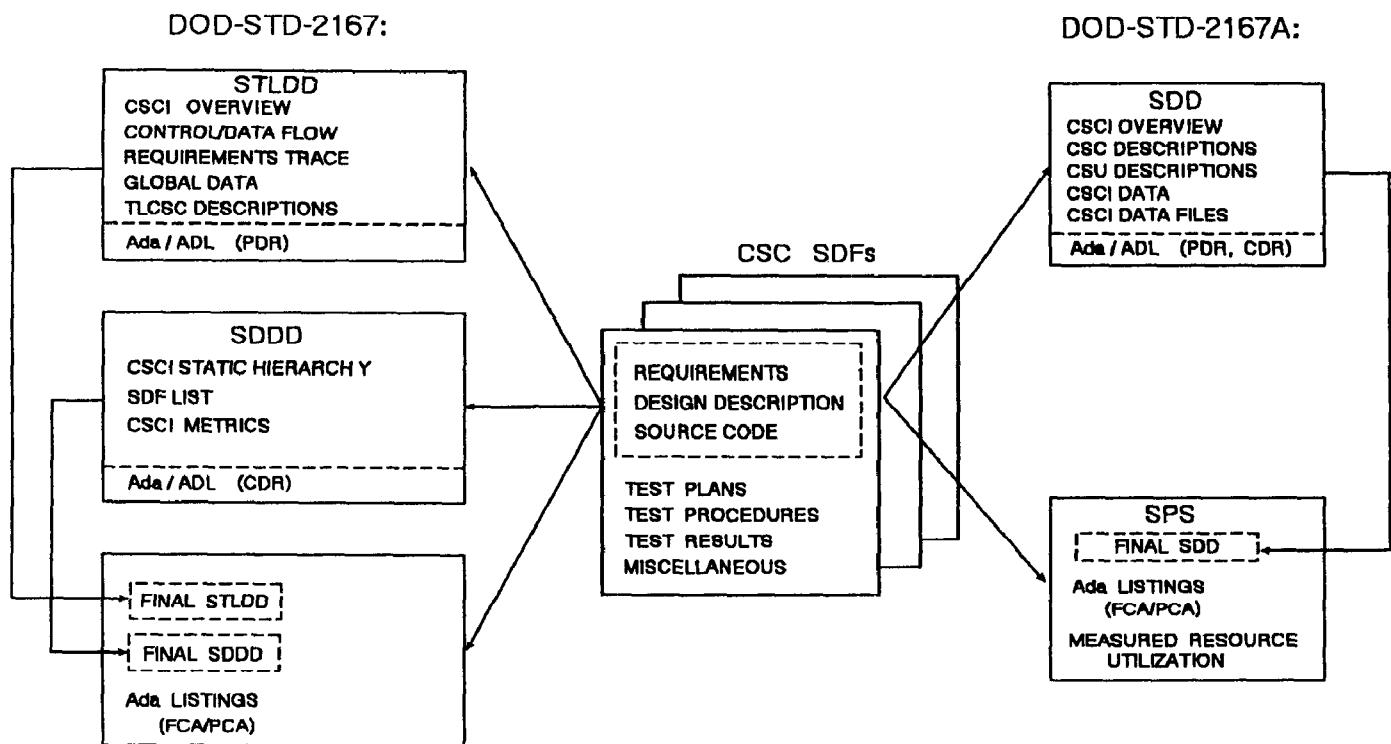 DOD-STD-2167:
STLDD
CSCI OVERVIEW
CONTROL/DATA FLOW
REQUIREMENTS TRACE
GLOBAL DATA
TLCSC DESCRIPTIONS
Ada / ADL (PDR)
SDDD
CSCI STATIC HIERARCHY
SDF LIST
CSCI METRICS
Ada / ADL (CDR)
FINAL STLDD
FINAL SDDD
Ada LISTINGS
(FCA/PCA)
CSC SDFs
REQUIREMENTS
DESIGN DESCRIPTION
SOURCE CODE
TEST PLANS
TEST PROCEDURES
TEST RESULTS
MISCELLANEOUS
DOD-STD-2167A:
SDD
CSCI OVERVIEW
CSC DESCRIPTIONS
CSU DESCRIPTIONS
CSCI DATA
CSCI DATA FILES
Ada / ADL (PDR, CDR)
SPS
FINAL SDD
Ada LISTINGS
(FCA/PCA)
MEASURED RESOURCE
UTILIZATION